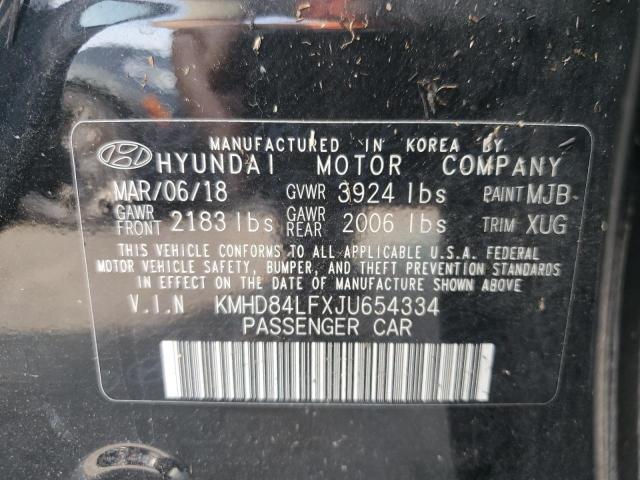 MANUFACTURED IN KOREA BY
HYUNDAI MOTOR COMPANY
MAR/06/18 GVWR 3924 lbs PAINT MJB
GAWR FRONT 2183 lbs GAWR REAR 2006 lbs TRIM XUG
THIS VEHICLE CONFORMS TO ALL APPLICABLE U.S.A. FEDERAL
MOTOR VEHICLE SAFETY, BUMPER, AND THEFT PREVENTION STANDARDS
IN EFFECT ON THE DATE OF MANUFACTURE SHOWN ABOVE.
V.I.N KMHD84LFXJU654334
PASSENGER CAR